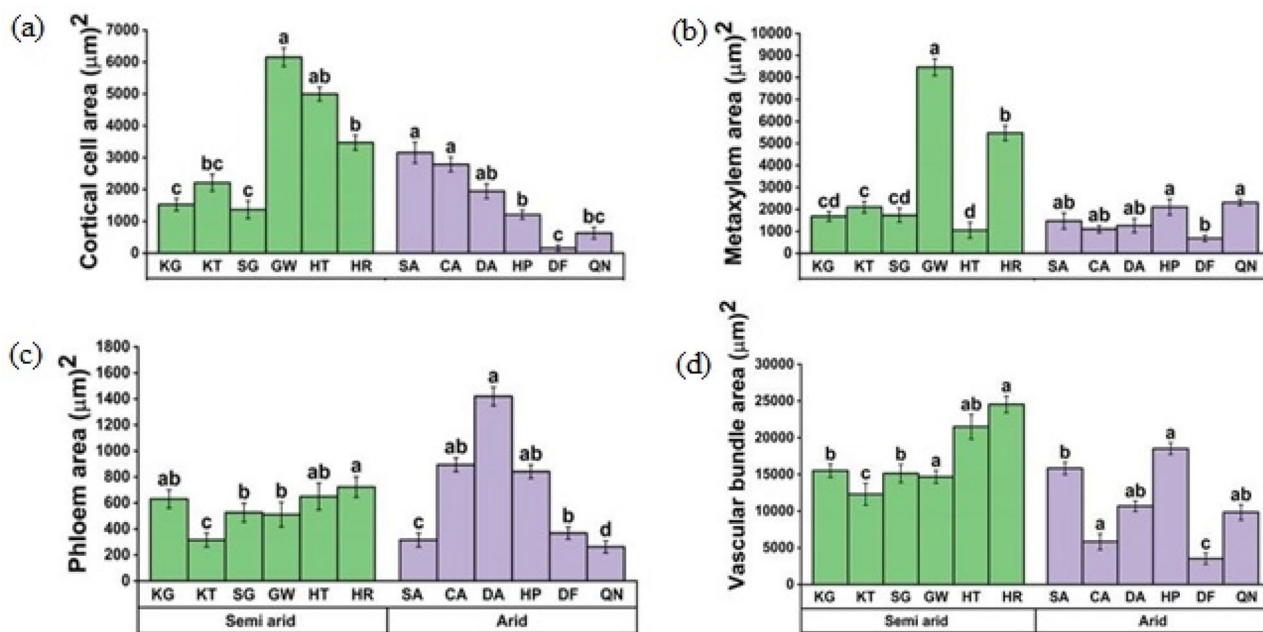 (a)
Cortical cell area (μm)²
7000
6000
5000
4000
3000
2000
1000
0
c
bc
c
a
ab
b
a
a
ab
b
c
bc
KG KT SG GW HT HR SA CA DA HP DF QN
(b)
Metaxylem area (μm)²
10000
9000
8000
7000
6000
5000
4000
3000
2000
1000
0
cd
c
cd
a
d
b
ab
ab
ab
a
b
a
KG KT SG GW HT HR SA CA DA HP DF QN
(c)
Phloem area (μm)²
1800
1600
1400
1200
1000
800
600
400
200
0
ab
c
b
b
ab
a
c
ab
a
ab
b
d
KG KT SG GW HT HR SA CA DA HP DF QN
Semi arid Arid
(d)
Vascular bundle area (μm)²
30000
25000
20000
15000
10000
5000
0
b
c
b
a
ab
a
b
a
ab
a
c
ab
KG KT SG GW HT HR SA CA DA HP DF QN
Semi arid Arid